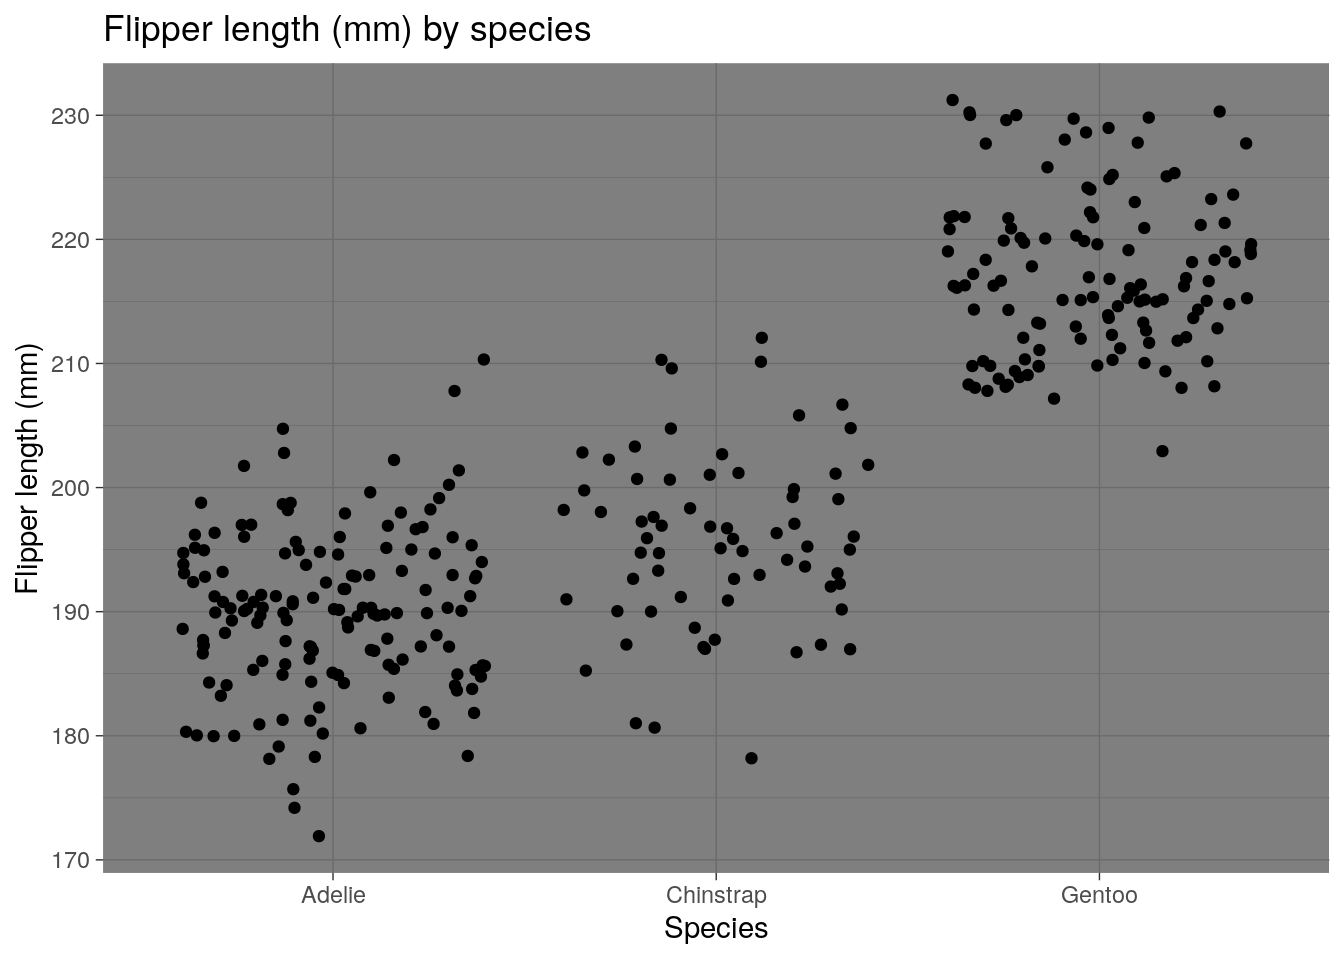 Flipper length (mm) by species
Flipper length (mm)
230
220
210
200
190
180
170
Adelie
Chinstrap
Gentoo
Species